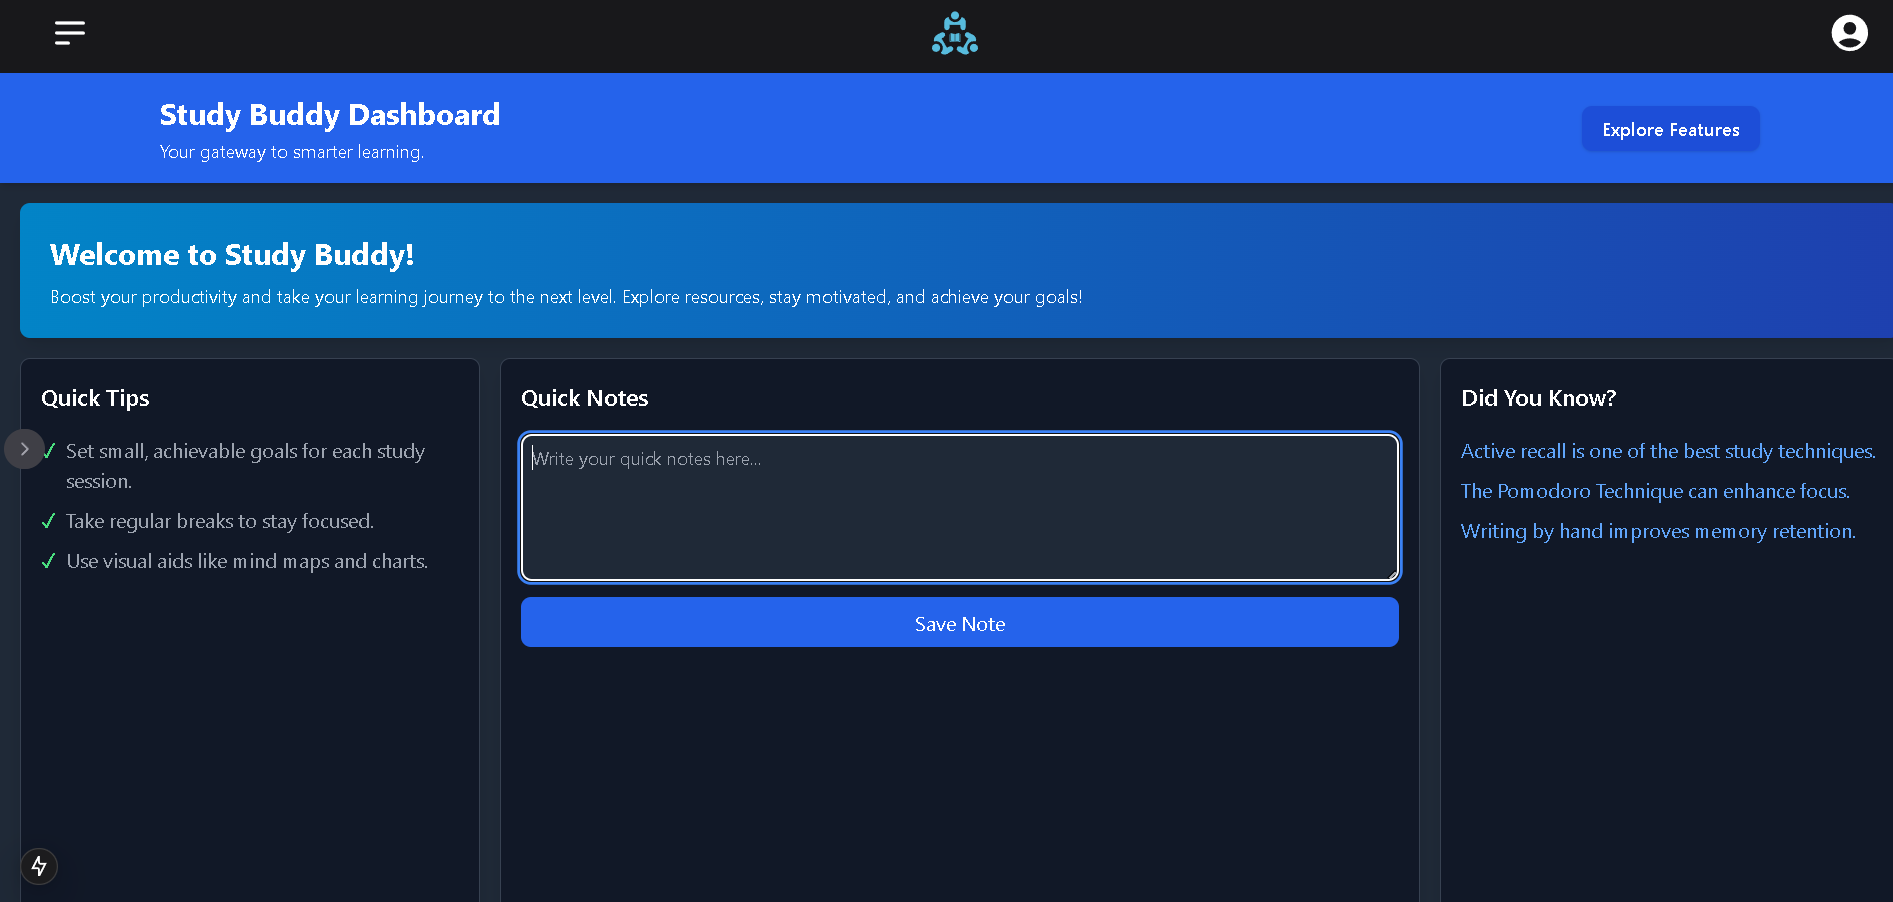 Study Buddy Dashboard
Your gateway to smarter learning.
Explore Features
Welcome to Study Buddy!
Boost your productivity and take your learning journey to the next level. Explore resources, stay motivated, and achieve your goals!
Quick Tips
✓ Set small, achievable goals for each study
session.
✓ Take regular breaks to stay focused.
✓ Use visual aids like mind maps and charts.
Quick Notes
Write your quick notes here...
Save Note
Did You Know?
Active recall is one of the best study techniques.
The Pomodoro Technique can enhance focus.
Writing by hand improves memory retention.